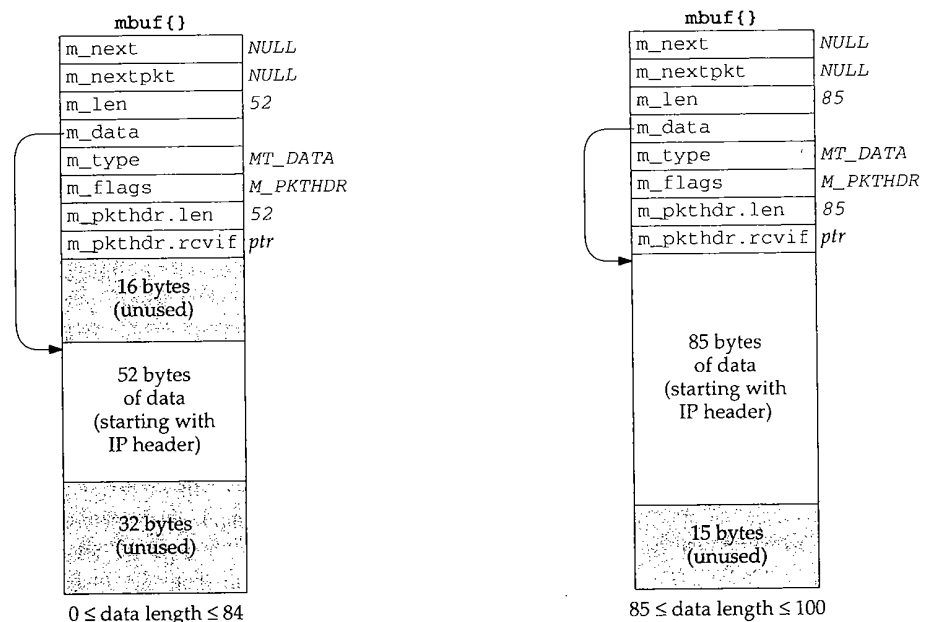 mbuf{}
m_next NULL
m_nextpkt NULL
m_len 52
m_data
m_type MT_DATA
m_flags M_PKTHDR
m_pkthdr.len 52
m_pkthdr.rcvif ptr
16 bytes
(unused)
52 bytes
of data
(starting with
IP header)
32 bytes
(unused)
0 ≤ data length ≤ 84
mbuf{}
m_next NULL
m_nextpkt NULL
m_len 85
m_data
m_type MT_DATA
m_flags M_PKTHDR
m_pkthdr.len 85
m_pkthdr.rcvif ptr
85 bytes
of data
(starting with
IP header)
15 bytes
(unused)
85 ≤ data length ≤ 100